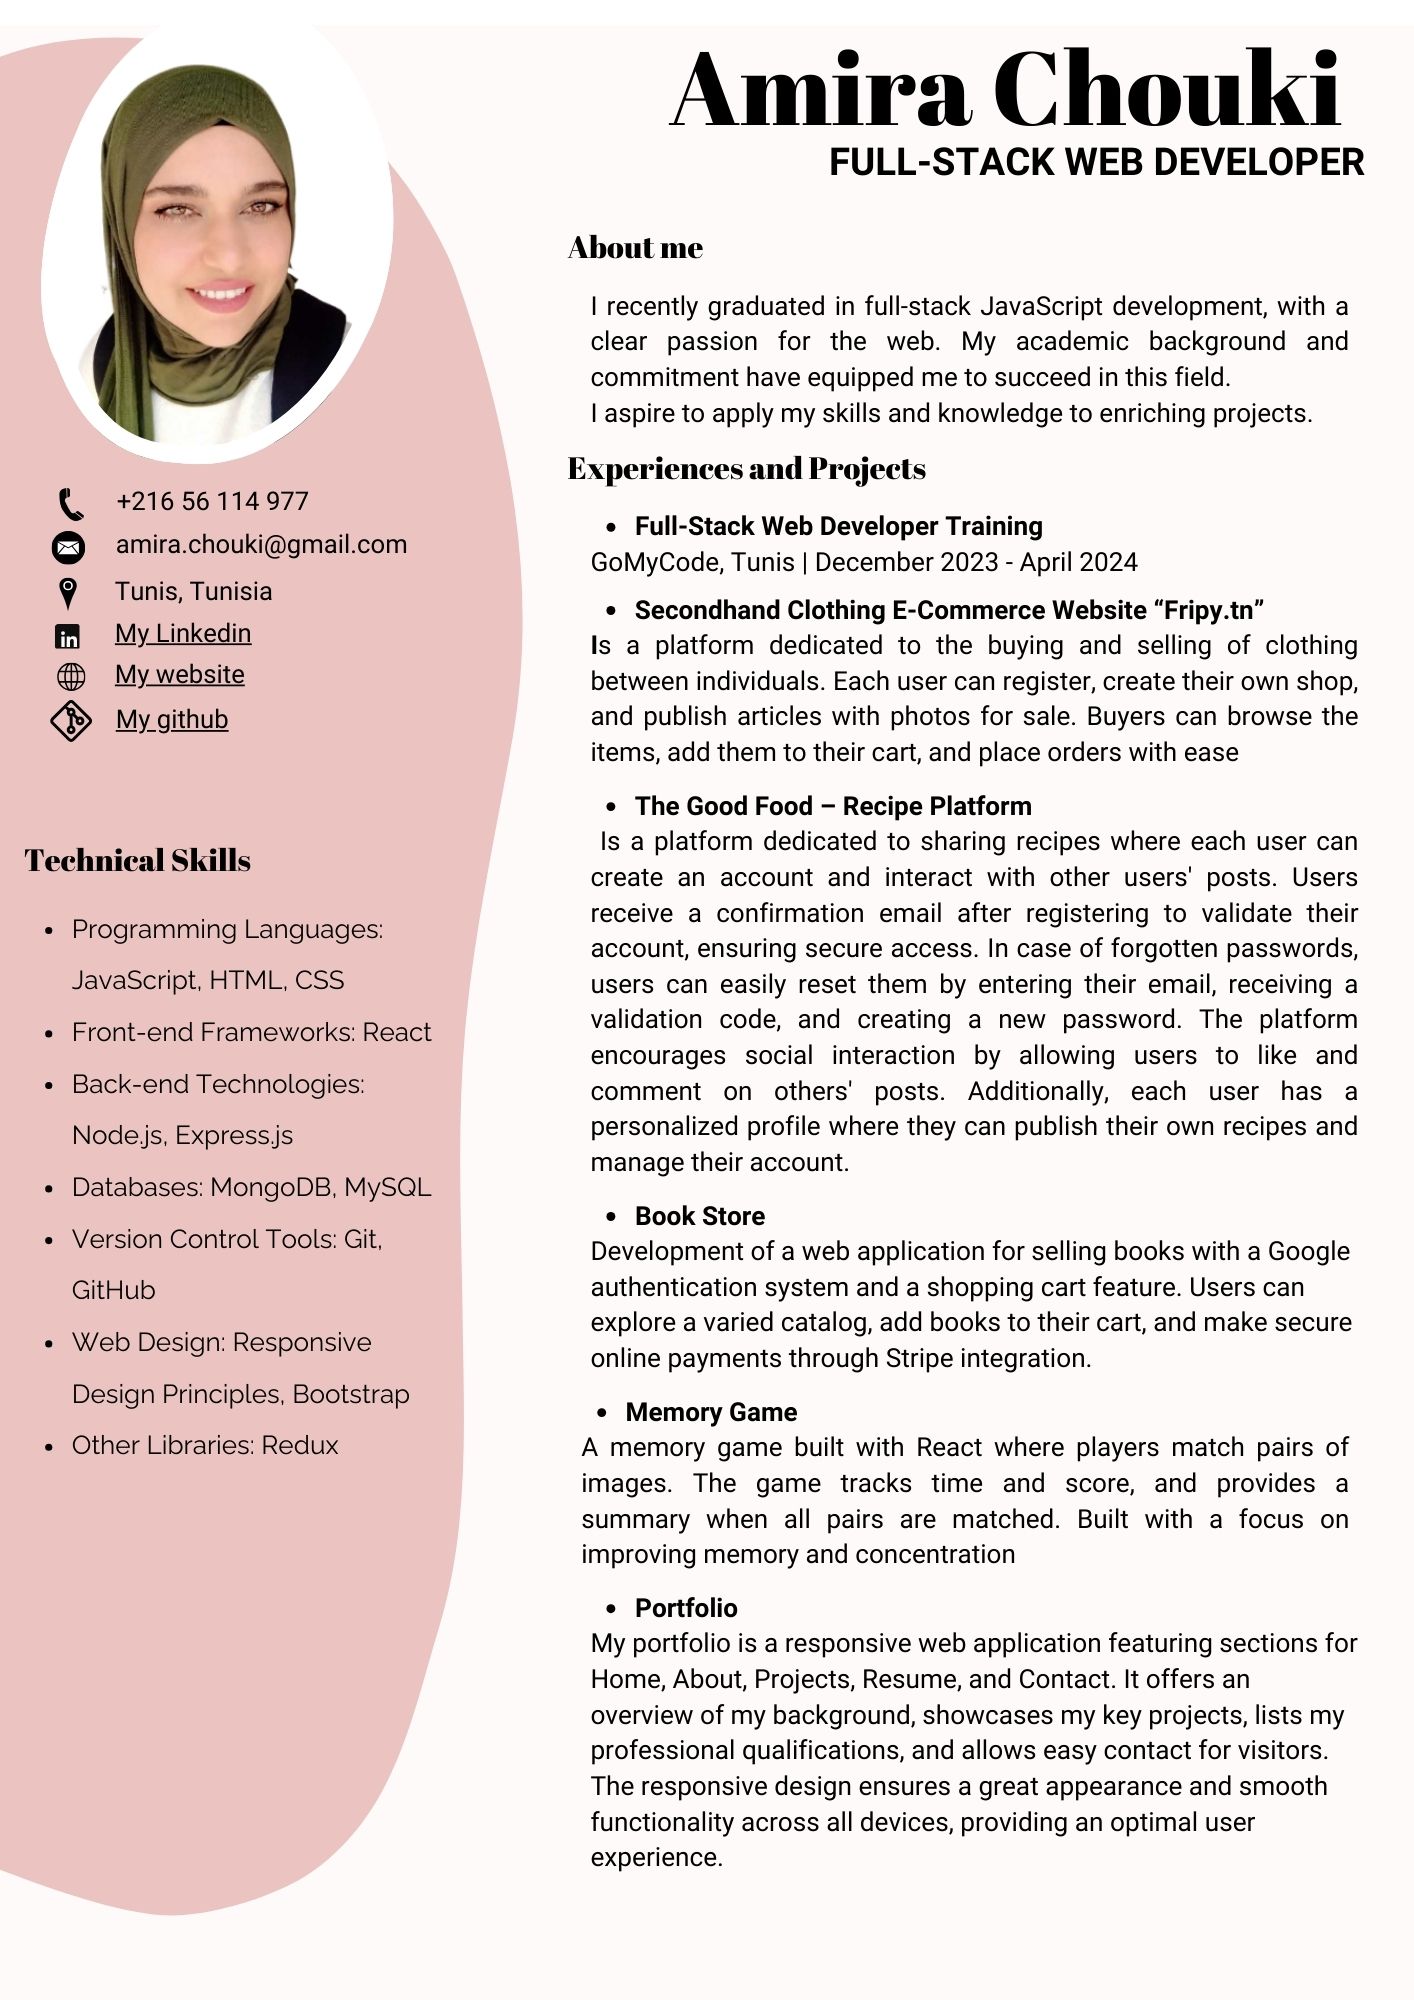 Amira Chouki
FULL-STACK WEB DEVELOPER
+216 56 114 977
amira.chouki@gmail.com
Tunis, Tunisia
My Linkedin
My website
My github
Technical Skills
• Programming Languages:
JavaScript, HTML, CSS
• Front-end Frameworks: React
• Back-end Technologies:
Node.js, Express.js
• Databases: MongoDB, MySQL
• Version Control Tools: Git,
GitHub
• Web Design: Responsive
Design Principles, Bootstrap
• Other Libraries: Redux
About me
I recently graduated in full-stack JavaScript development, with a
clear passion for the web. My academic background and
commitment have equipped me to succeed in this field.
I aspire to apply my skills and knowledge to enriching projects.
Experiences and Projects
• Full-Stack Web Developer Training
GoMyCode, Tunis | December 2023 - April 2024
• Secondhand Clothing E-Commerce Website “Fripy.tn”
Is a platform dedicated to the buying and selling of clothing
between individuals. Each user can register, create their own shop,
and publish articles with photos for sale. Buyers can browse the
items, add them to their cart, and place orders with ease
• The Good Food – Recipe Platform
Is a platform dedicated to sharing recipes where each user can
create an account and interact with other users' posts. Users
receive a confirmation email after registering to validate their
account, ensuring secure access. In case of forgotten passwords,
users can easily reset them by entering their email, receiving a
validation code, and creating a new password. The platform
encourages social interaction by allowing users to like and
comment on others' posts. Additionally, each user has a
personalized profile where they can publish their own recipes and
manage their account.
• Book Store
Development of a web application for selling books with a Google
authentication system and a shopping cart feature. Users can
explore a varied catalog, add books to their cart, and make secure
online payments through Stripe integration.
• Memory Game
A memory game built with React where players match pairs of
images. The game tracks time and score, and provides a
summary when all pairs are matched. Built with a focus on
improving memory and concentration
• Portfolio
My portfolio is a responsive web application featuring sections for
Home, About, Projects, Resume, and Contact. It offers an
overview of my background, showcases my key projects, lists my
professional qualifications, and allows easy contact for visitors.
The responsive design ensures a great appearance and smooth
functionality across all devices, providing an optimal user
experience.